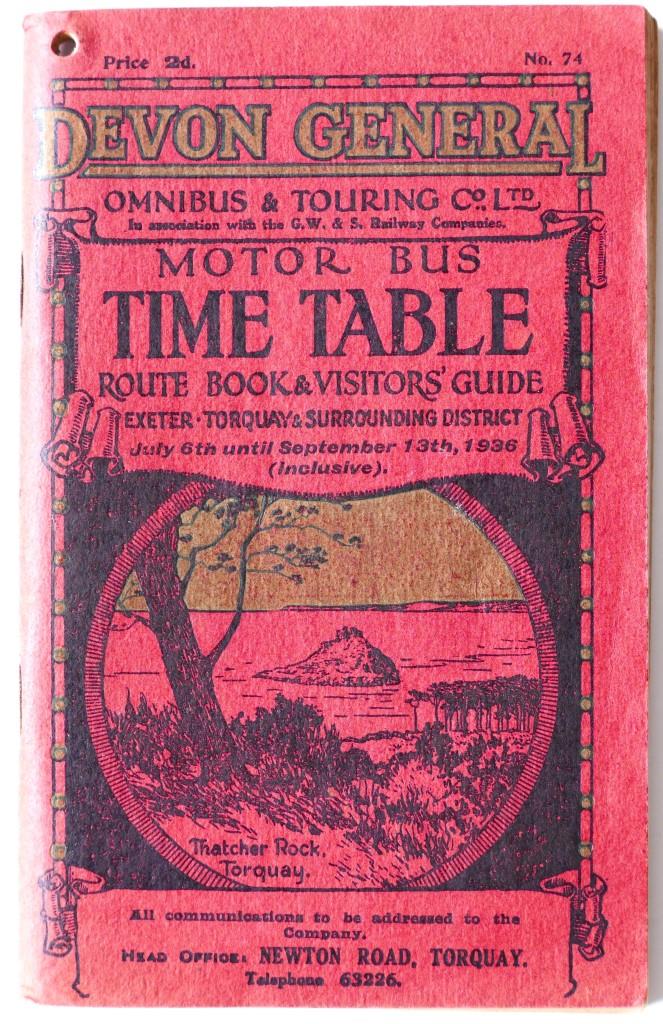 Price 2d.
No. 74
DEVON GENERAL
OMNIBUS & TOURING Co. LTD
In association with the G.W. & S. Railway Companies.
MOTOR BUS
TIME TABLE
ROUTE BOOK & VISITORS' GUIDE
EXETER · TORQUAY & SURROUNDING DISTRICT
July 6th until September 13th, 1936
(Inclusive).
Thatcher Rock,
Torquay.
All communications to be addressed to the
Company.
HEAD OFFICE: NEWTON ROAD, TORQUAY.
Telephone 63226.